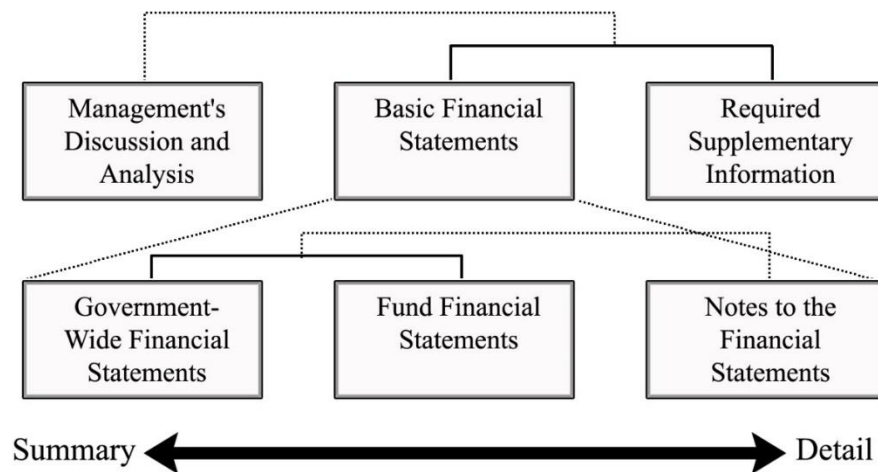 Management's
Discussion and
Analysis
Basic Financial
Statements
Required
Supplementary
Information
Government-
Wide Financial
Statements
Fund Financial
Statements
Notes to the
Financial
Statements
Summary
Detail